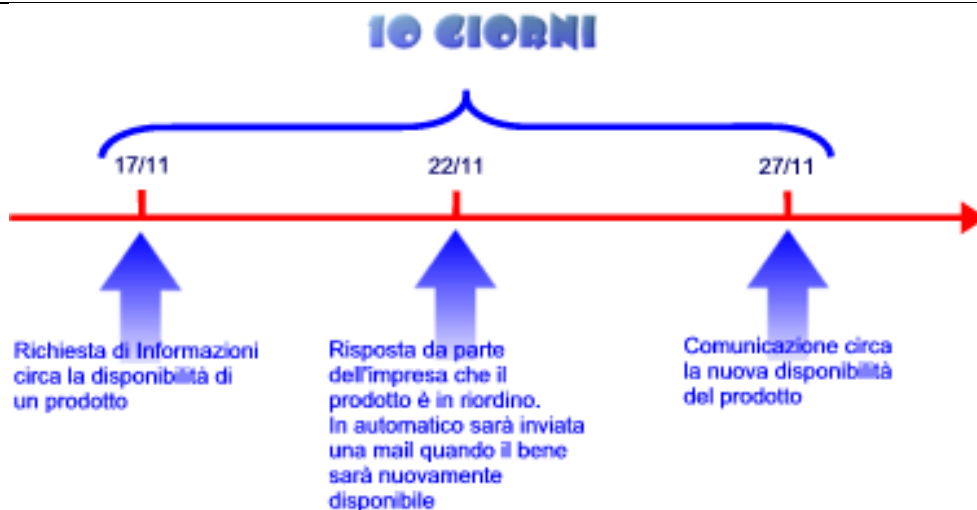 10 GIORNI
17/11
22/11
27/11
Richiesta di Informazioni
circa la disponibilità di
un prodotto
Risposta da parte
dell'impresa che il
prodotto è in riordino.
In automatico sarà inviata
una mail quando il bene
sarà nuovamente
disponibile
Comunicazione circa
la nuova disponibilità
del prodotto